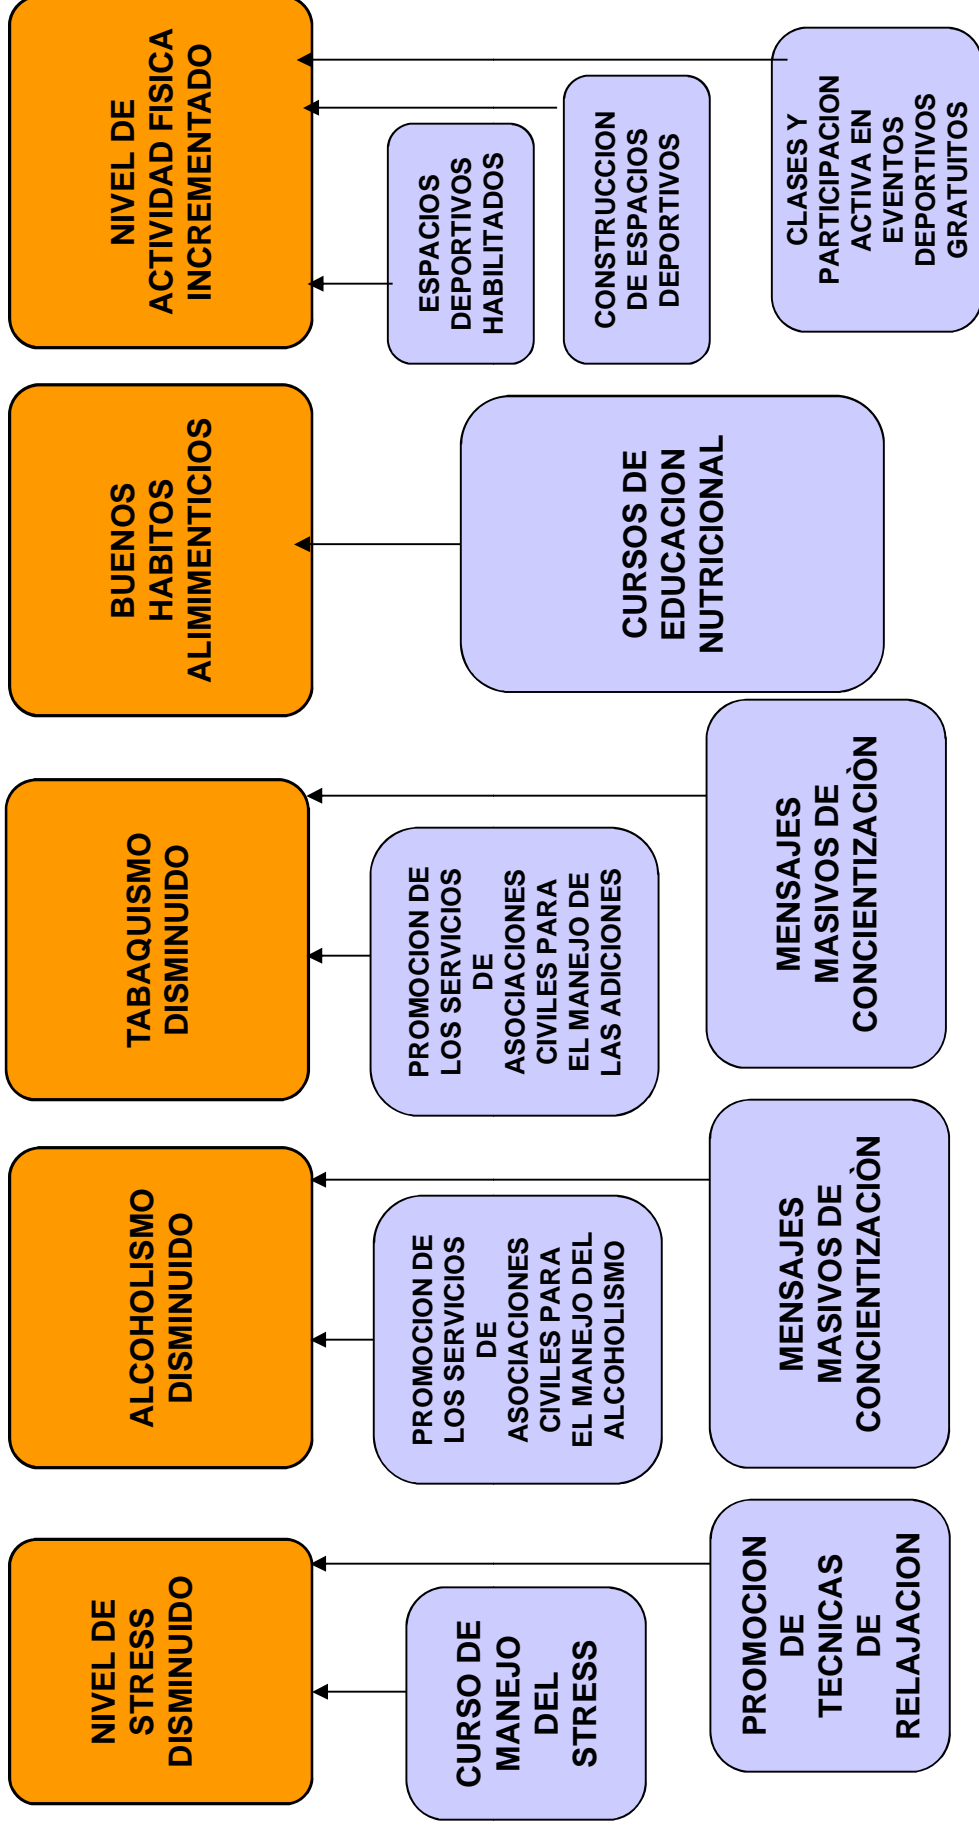 NIVEL DE
STRESS
DISMINUIDO
ALCOHOLISMO
DISMINUIDO
TABAQUISMO
DISMINUIDO
BUENOS
HABITOS
ALIMIMENTICIOS
NIVEL DE
ACTIVIDAD FISICA
INCREMENTADO
CURSO DE
MANEJO
DEL
STRESS
PROMOCION
DE
TECNICAS
DE
RELAJACION
PROMOCION DE
LOS SERVICIOS
DE
ASOCIACIONES
CIVILES PARA
EL MANEJO DEL
ALCOHOLISMO
MENSAJES
MASIVOS DE
CONCIENTIZACIÒN
PROMOCION DE
LOS SERVICIOS
DE
ASOCIACIONES
CIVILES PARA
EL MANEJO DE
LAS ADICIONES
MENSAJES
MASIVOS DE
CONCIENTIZACIÒN
CURSOS DE
EDUCACION
NUTRICIONAL
ESPACIOS
DEPORTIVOS
HABILITADOS
CONSTRUCCION
DE ESPACIOS
DEPORTIVOS
CLASES Y
PARTICIPACION
ACTIVA EN
EVENTOS
DEPORTIVOS
GRATUITOS